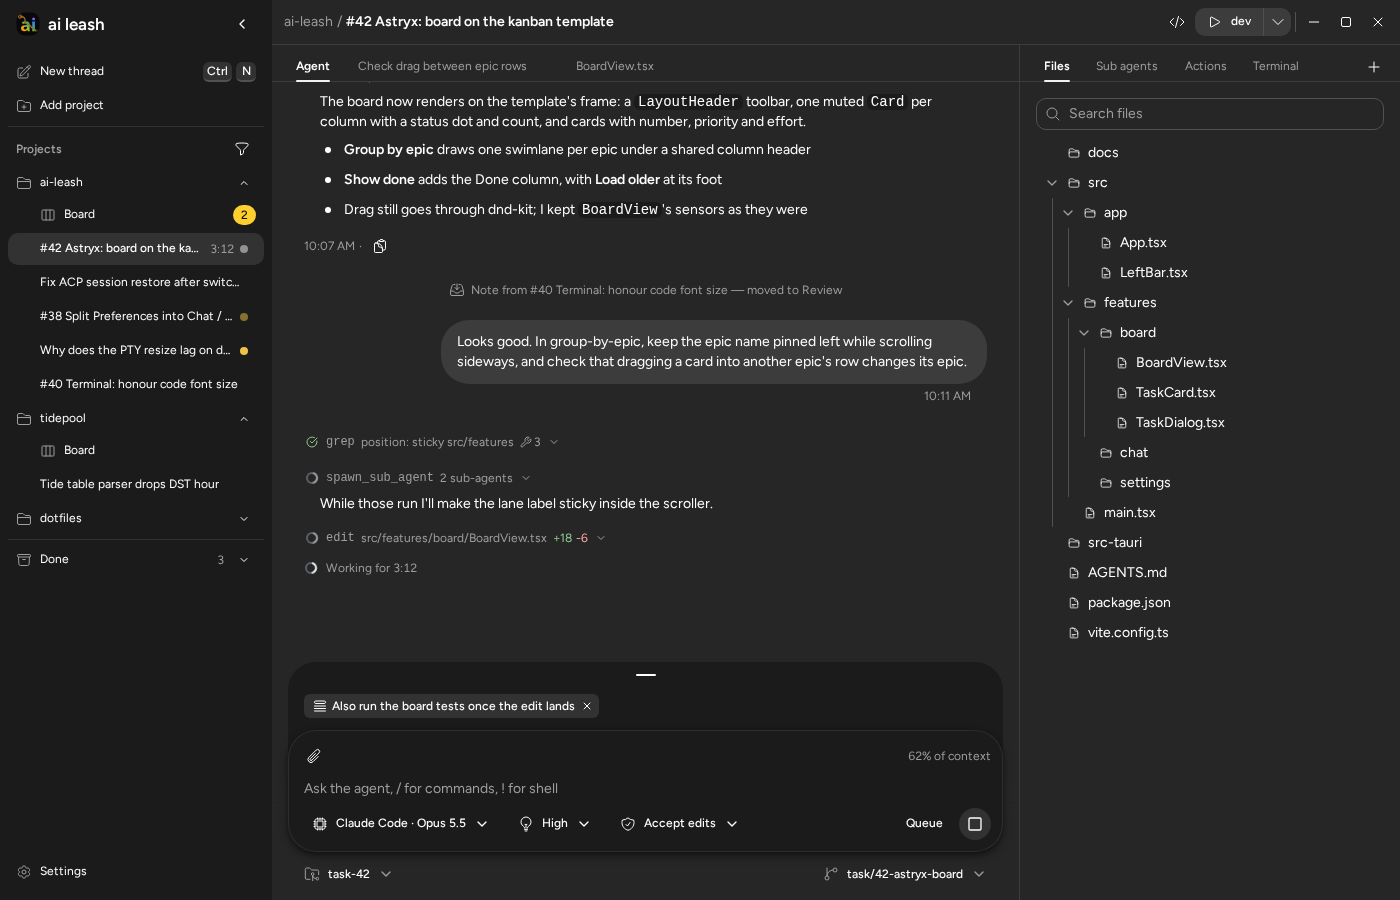 ai leash
New thread Ctrl N
Add project
Projects
ai-leash
Board 2
#42 Astryx: board on the ka... 3:12
Fix ACP session restore after switc...
#38 Split Preferences into Chat / ...
Why does the PTY resize lag on d...
#40 Terminal: honour code font size
tidepool
Board
Tide table parser drops DST hour
dotfiles
Done 3
Settings
ai-leash / #42 Astryx: board on the kanban template
dev
Agent Check drag between epic rows BoardView.tsx
The board now renders on the template's frame: a LayoutHeader toolbar, one muted Card per
column with a status dot and count, and cards with number, priority and effort.
Group by epic draws one swimlane per epic under a shared column header
Show done adds the Done column, with Load older at its foot
Drag still goes through dnd-kit; I kept BoardView's sensors as they were
10:07 AM ·
Note from #40 Terminal: honour code font size — moved to Review
Looks good. In group-by-epic, keep the epic name pinned left while scrolling
sideways, and check that dragging a card into another epic's row changes its epic.
10:11 AM
grep position: sticky src/features 3
spawn_sub_agent 2 sub-agents
While those run I'll make the lane label sticky inside the scroller.
edit src/features/board/BoardView.tsx +18 -6
Working for 3:12
Also run the board tests once the edit lands
62% of context
Ask the agent, / for commands, ! for shell
Claude Code · Opus 5.5 High Accept edits Queue
task-42 task/42-astryx-board
Files Sub agents Actions Terminal
Search files
docs
src
app
App.tsx
LeftBar.tsx
features
board
BoardView.tsx
TaskCard.tsx
TaskDialog.tsx
chat
settings
main.tsx
src-tauri
AGENTS.md
package.json
vite.config.ts